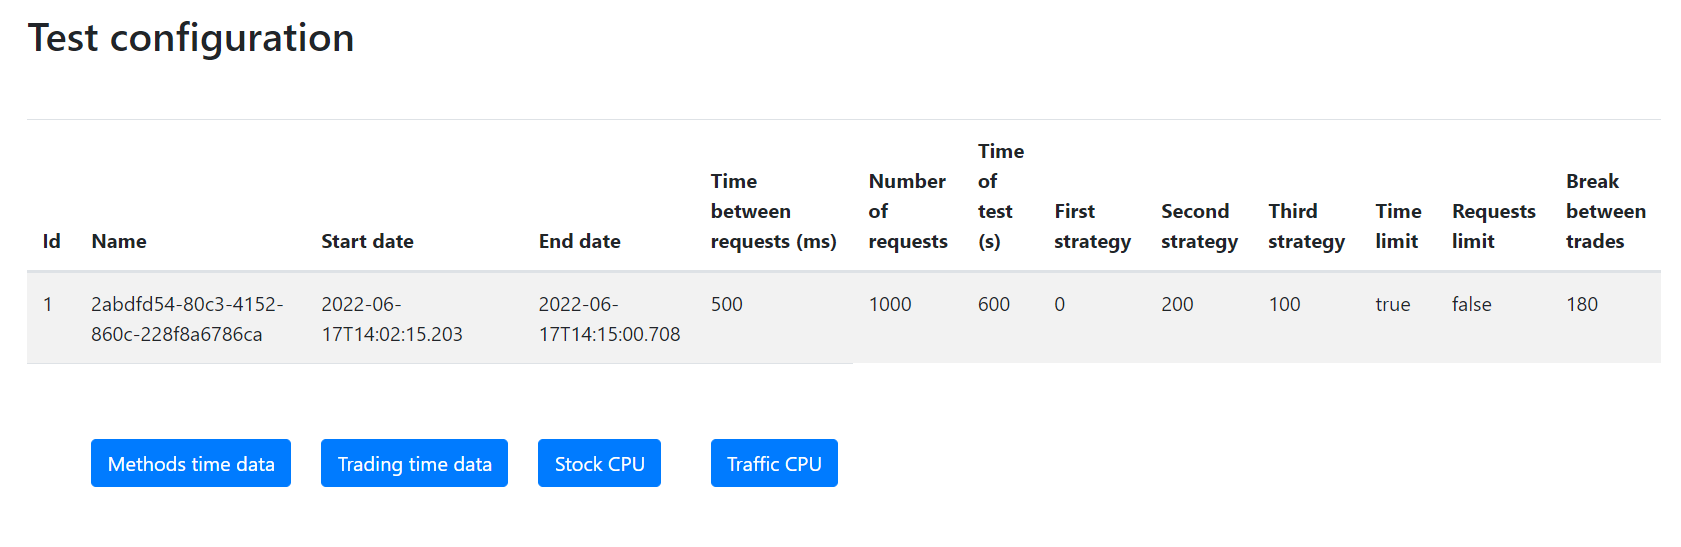 Test configuration
Id Name Start date End date Time between requests (ms) Number of requests Time of test (s) First strategy Second strategy Third strategy Time limit Requests limit Break between trades
1 2abdfd54-80c3-4152-860c-228f8a6786ca 2022-06-17T14:02:15.203 2022-06-17T14:15:00.708 500 1000 600 0 200 100 true false 180
Methods time data Trading time data Stock CPU Traffic CPU